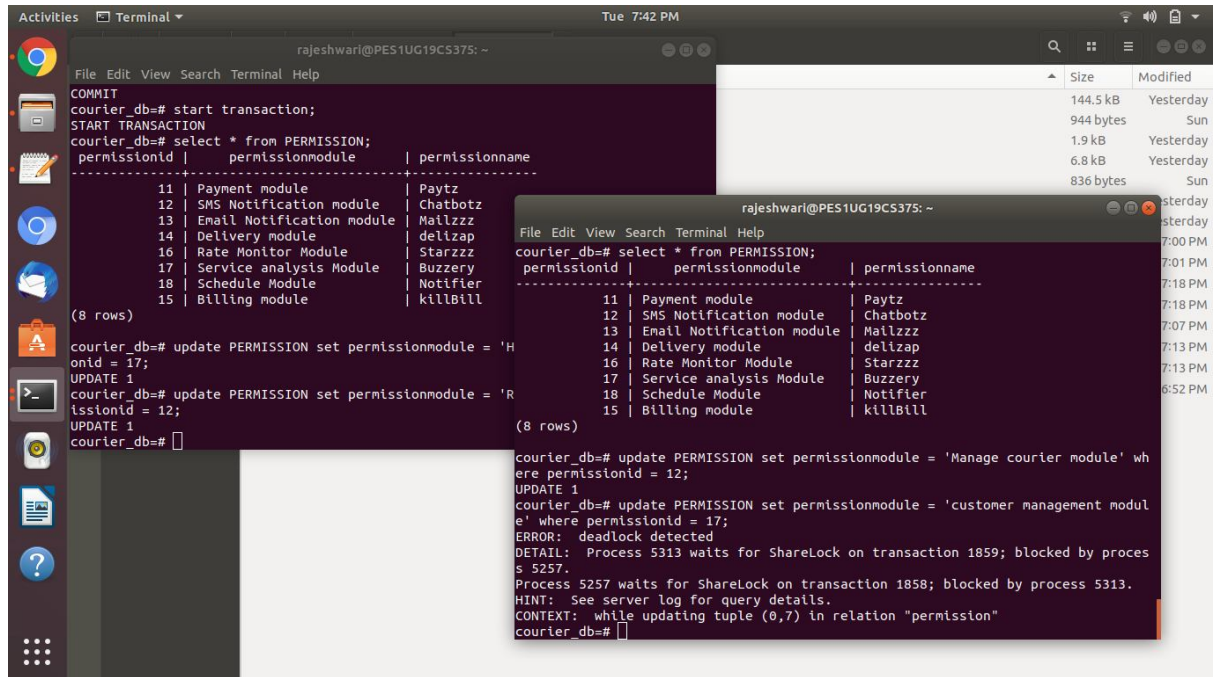 Activities Terminal Tue 7:42 PM
rajeshwari@PES1UG19CS375: ~
File Edit View Search Terminal Help
COMMIT
courier_db=# start transaction;
START TRANSACTION
courier_db=# select * from PERMISSION;
permissionid | permissionmodule | permissionname
--------------+---------------------------+----------------
11 | Payment module | Paytz
12 | SMS Notification module | Chatbotz
13 | Email Notification module | Mailzzz
14 | Delivery module | delizap
16 | Rate Monitor Module | Starzzz
17 | Service analysis Module | Buzzery
18 | Schedule Module | Notifier
15 | Billing module | killBill
(8 rows)
courier_db=# update PERMISSION set permissionmodule = 'H
onid = 17;
UPDATE 1
courier_db=# update PERMISSION set permissionmodule = 'R
issionid = 12;
UPDATE 1
courier_db=#
Size Modified
144.5 kB Yesterday
944 bytes Sun
1.9 kB Yesterday
6.8 kB Yesterday
836 bytes Sun
sterday
sterday
7:00 PM
7:01 PM
7:18 PM
7:18 PM
7:07 PM
7:13 PM
7:13 PM
6:52 PM
rajeshwari@PES1UG19CS375: ~
File Edit View Search Terminal Help
courier_db=# select * from PERMISSION;
permissionid | permissionmodule | permissionname
--------------+---------------------------+----------------
11 | Payment module | Paytz
12 | SMS Notification module | Chatbotz
13 | Email Notification module | Mailzzz
14 | Delivery module | delizap
16 | Rate Monitor Module | Starzzz
17 | Service analysis Module | Buzzery
18 | Schedule Module | Notifier
15 | Billing module | killBill
(8 rows)
courier_db=# update PERMISSION set permissionmodule = 'Manage courier module' wh
ere permissionid = 12;
UPDATE 1
courier_db=# update PERMISSION set permissionmodule = 'customer management modul
e' where permissionid = 17;
ERROR: deadlock detected
DETAIL: Process 5313 waits for ShareLock on transaction 1859; blocked by proces
s 5257.
Process 5257 waits for ShareLock on transaction 1858; blocked by process 5313.
HINT: See server log for query details.
CONTEXT: while updating tuple (0,7) in relation "permission"
courier_db=#